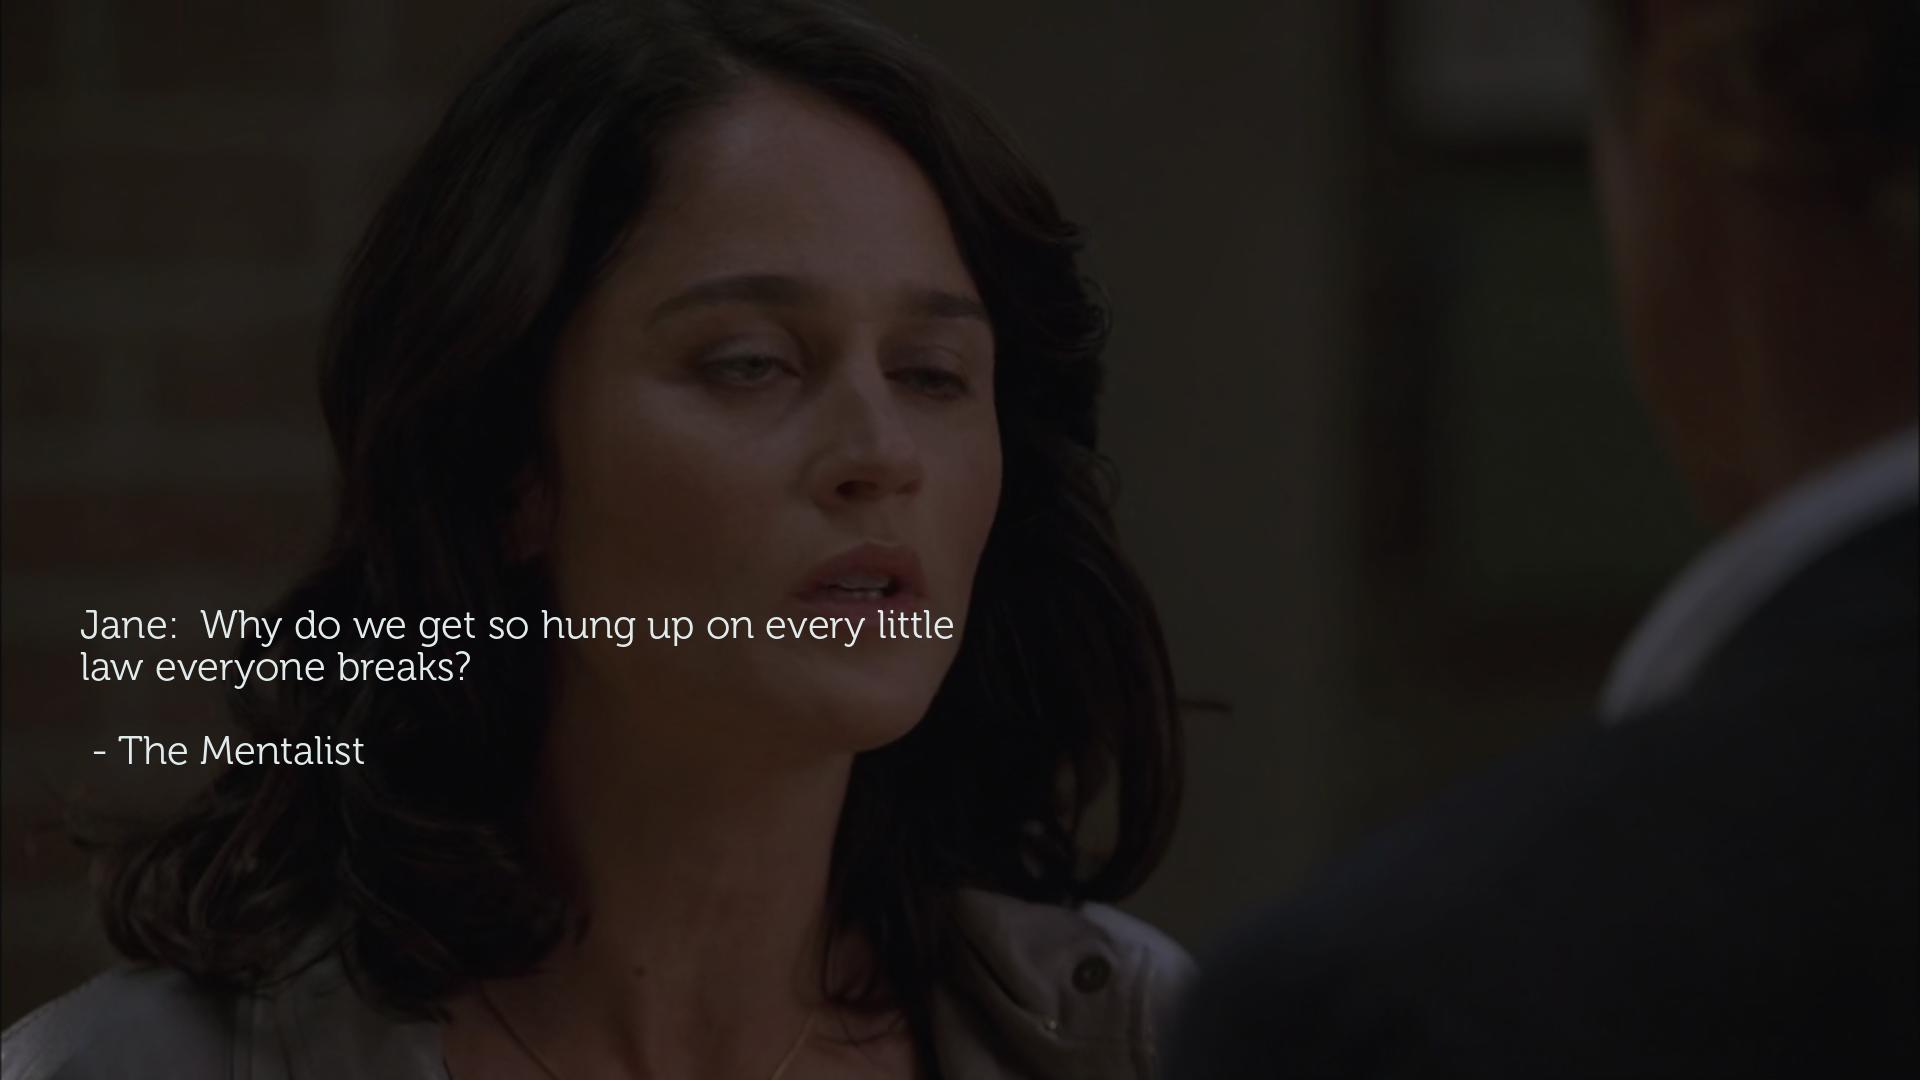 Jane:  Why do we get so hung up on every little
law everyone breaks?
- The Mentalist